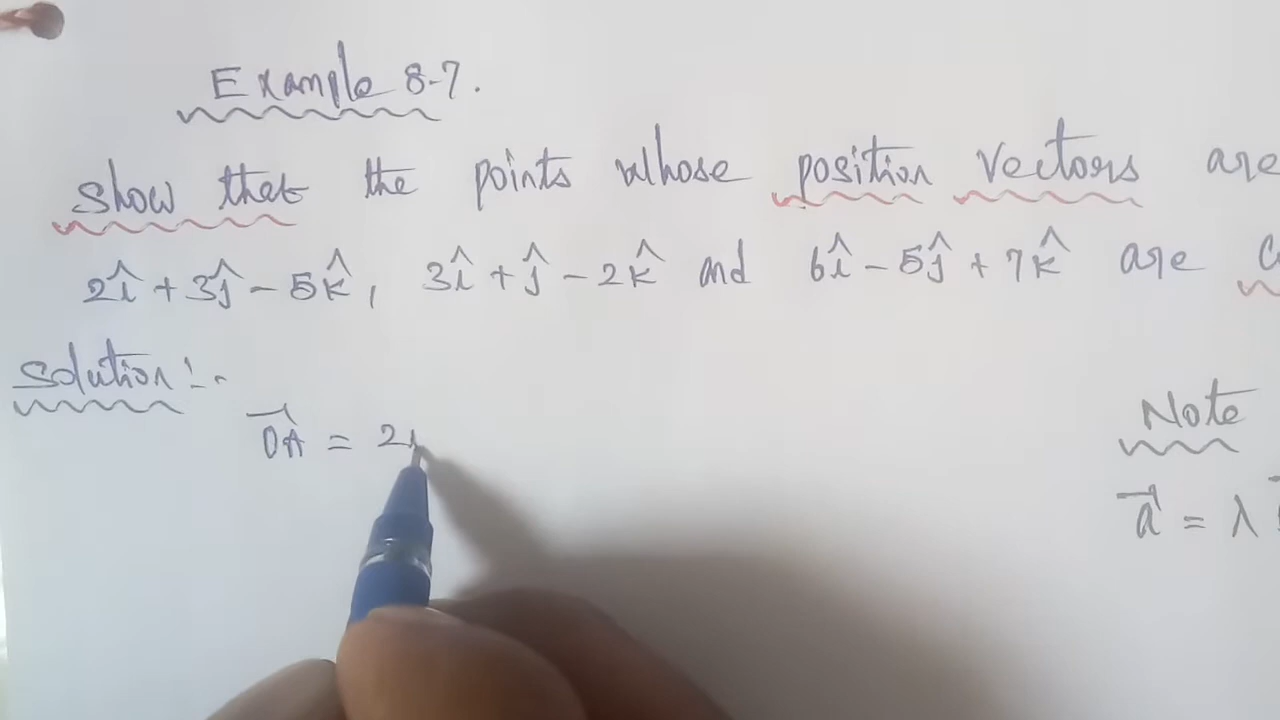 Example 8-7.
Show that the points whose position vectors are
2î + 3ĵ - 5k̂, 3î + ĵ - 2k̂ and 6î - 5ĵ + 7k̂ are
Solution :-
Note
OA⃗ = 2
a⃗ = λ